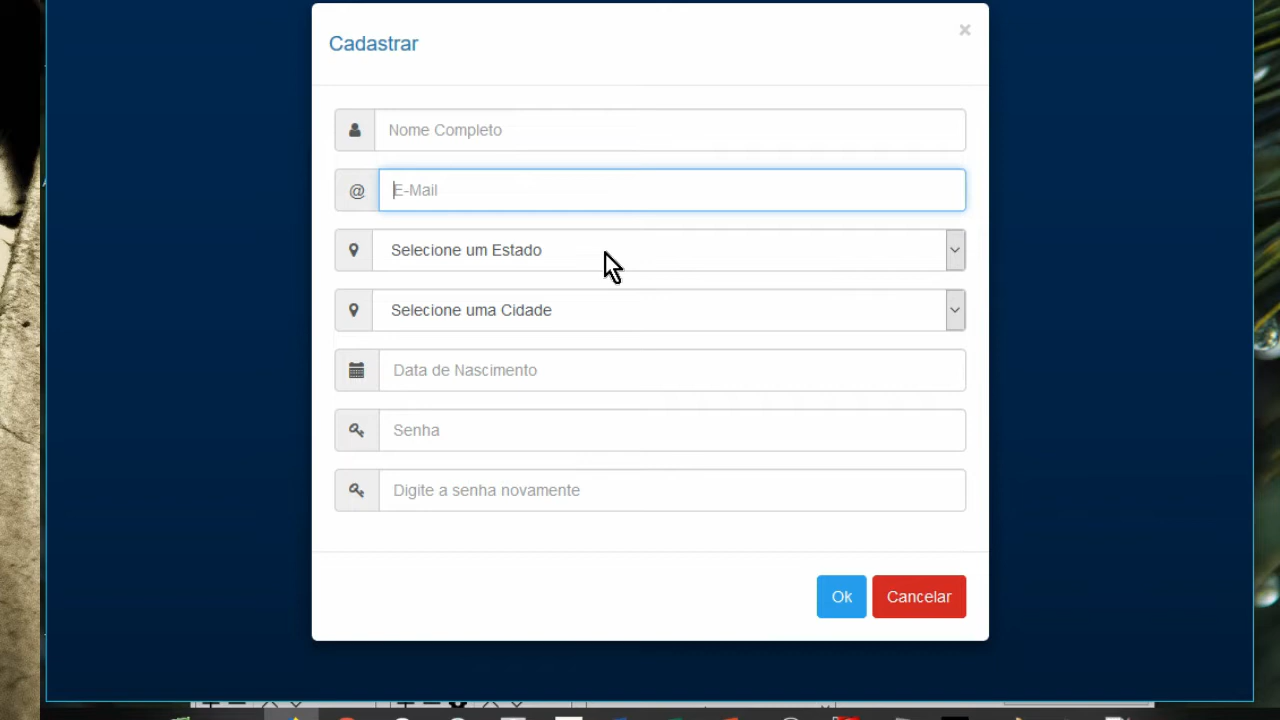 Cadastrar
×
Nome Completo
@ E-Mail
Selecione um Estado
Selecione uma Cidade
Data de Nascimento
Senha
Digite a senha novamente
Ok Cancelar